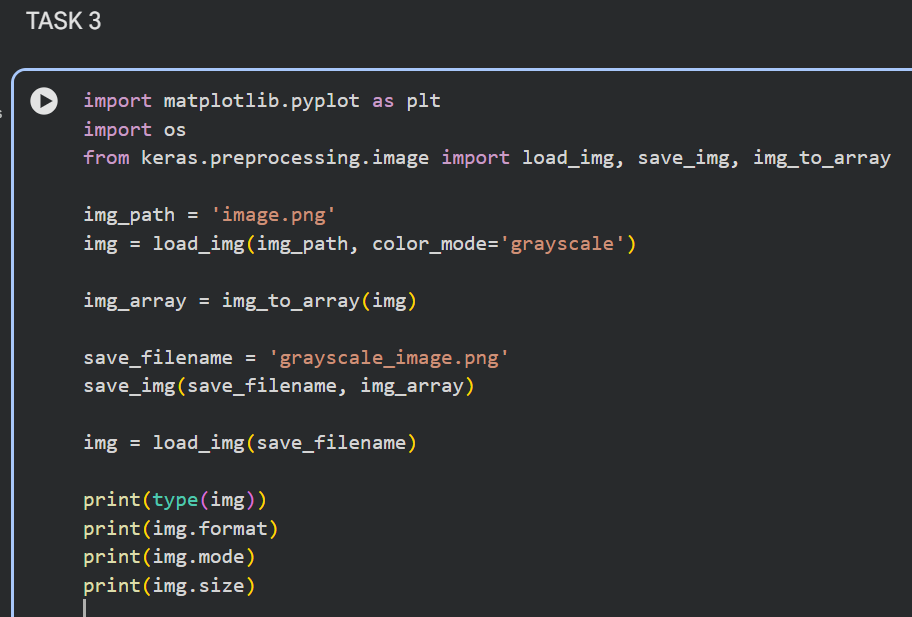 TASK 3
import matplotlib.pyplot as plt
import os
from keras.preprocessing.image import load_img, save_img, img_to_array
img_path = 'image.png'
img = load_img(img_path, color_mode='grayscale')
img_array = img_to_array(img)
save_filename = 'grayscale_image.png'
save_img(save_filename, img_array)
img = load_img(save_filename)
print(type(img))
print(img.format)
print(img.mode)
print(img.size)